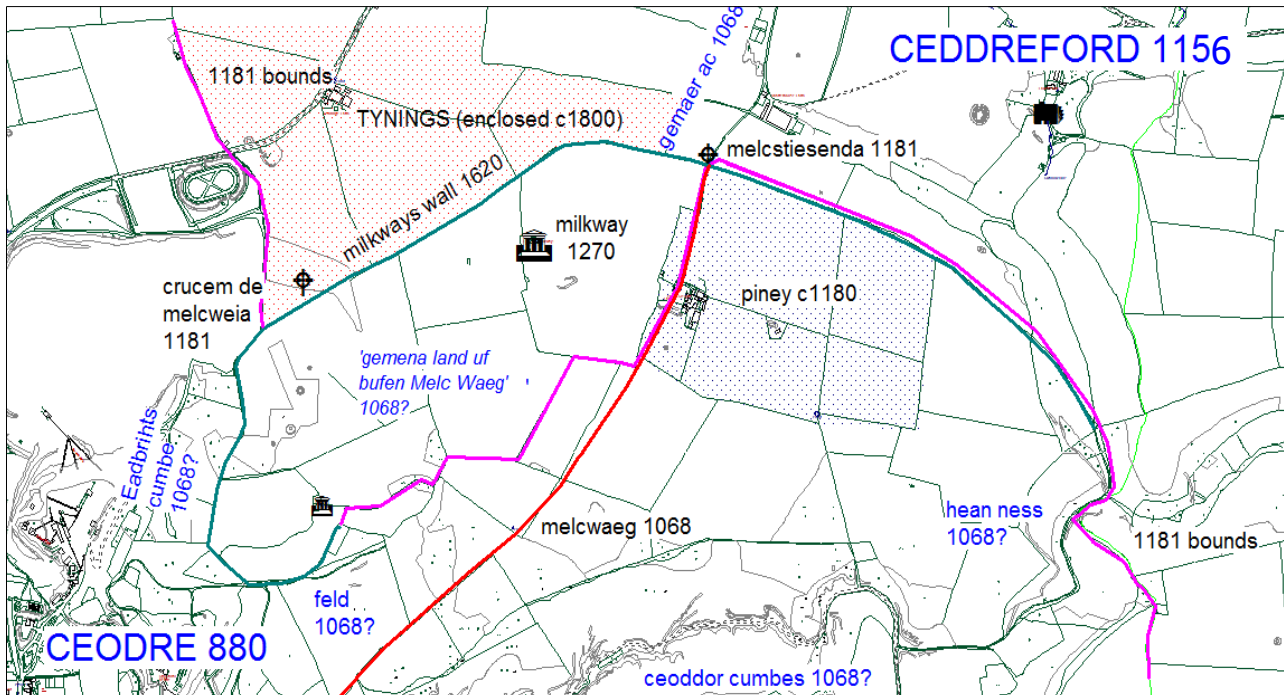 gemaer ac 1068
CEDDREFORD 1156
1181 bounds
TYNINGS (enclosed c1800)
melcstiesenda 1181
milkways wall 1620
milkway
1270
crucem de
melcweia
1181
piney c1180
'gemena land uf
bufen Melc Waeg'
1068?
Eadbrihts
cumbe
1068?
hean ness
1068?
melcwaeg 1068
1181 bounds
feld
1068?
CEODRE 880
ceoddor cumbes 1068?